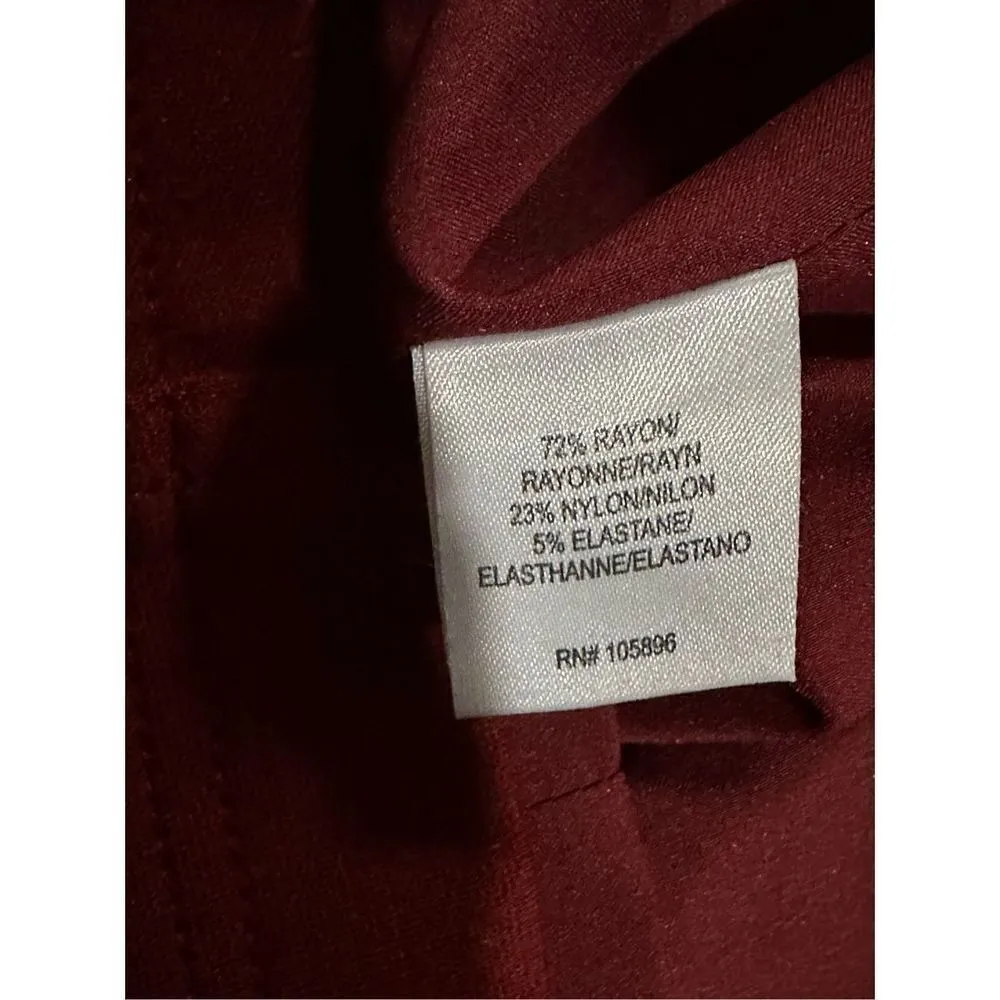 72% RAYON/
RAYONNE/RAYN
23% NYLON/NILON
5% ELASTANE/
ELASTHANNE/ELASTANO
RN# 105896